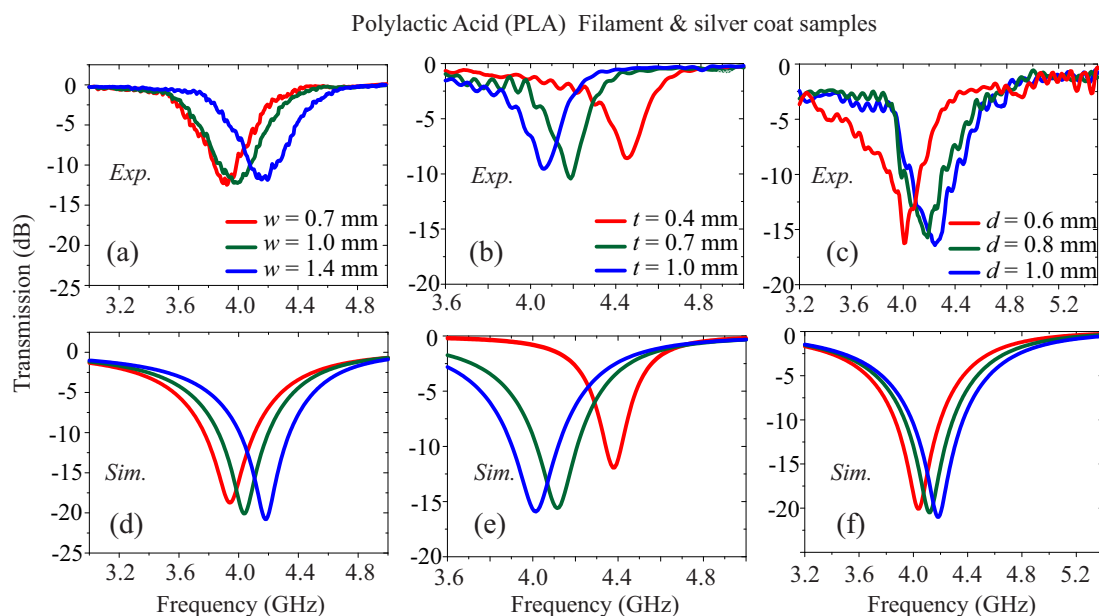 Polylactic Acid (PLA) Filament & silver coat samples
Transmission (dB)
0
-5
-10
-15
-20
-25
3.2 3.6 4.0 4.4 4.8
Exp.
(a)
w = 0.7 mm
w = 1.0 mm
w = 1.4 mm
0
-5
-10
-15
-20
3.6 4.0 4.4 4.8
Exp.
(b)
t = 0.4 mm
t = 0.7 mm
t = 1.0 mm
0
-5
-10
-15
-20
3.2 3.6 4.0 4.4 4.8 5.2
Exp.
(c)
d = 0.6 mm
d = 0.8 mm
d = 1.0 mm
0
-5
-10
-15
-20
-25
3.2 3.6 4.0 4.4 4.8
Sim.
(d)
Frequency (GHz)
0
-5
-10
-15
-20
3.6 4.0 4.4 4.8
Sim.
(e)
Frequency (GHz)
0
-5
-10
-15
-20
3.2 3.6 4.0 4.4 4.8 5.2
Sim.
(f)
Frequency (GHz)